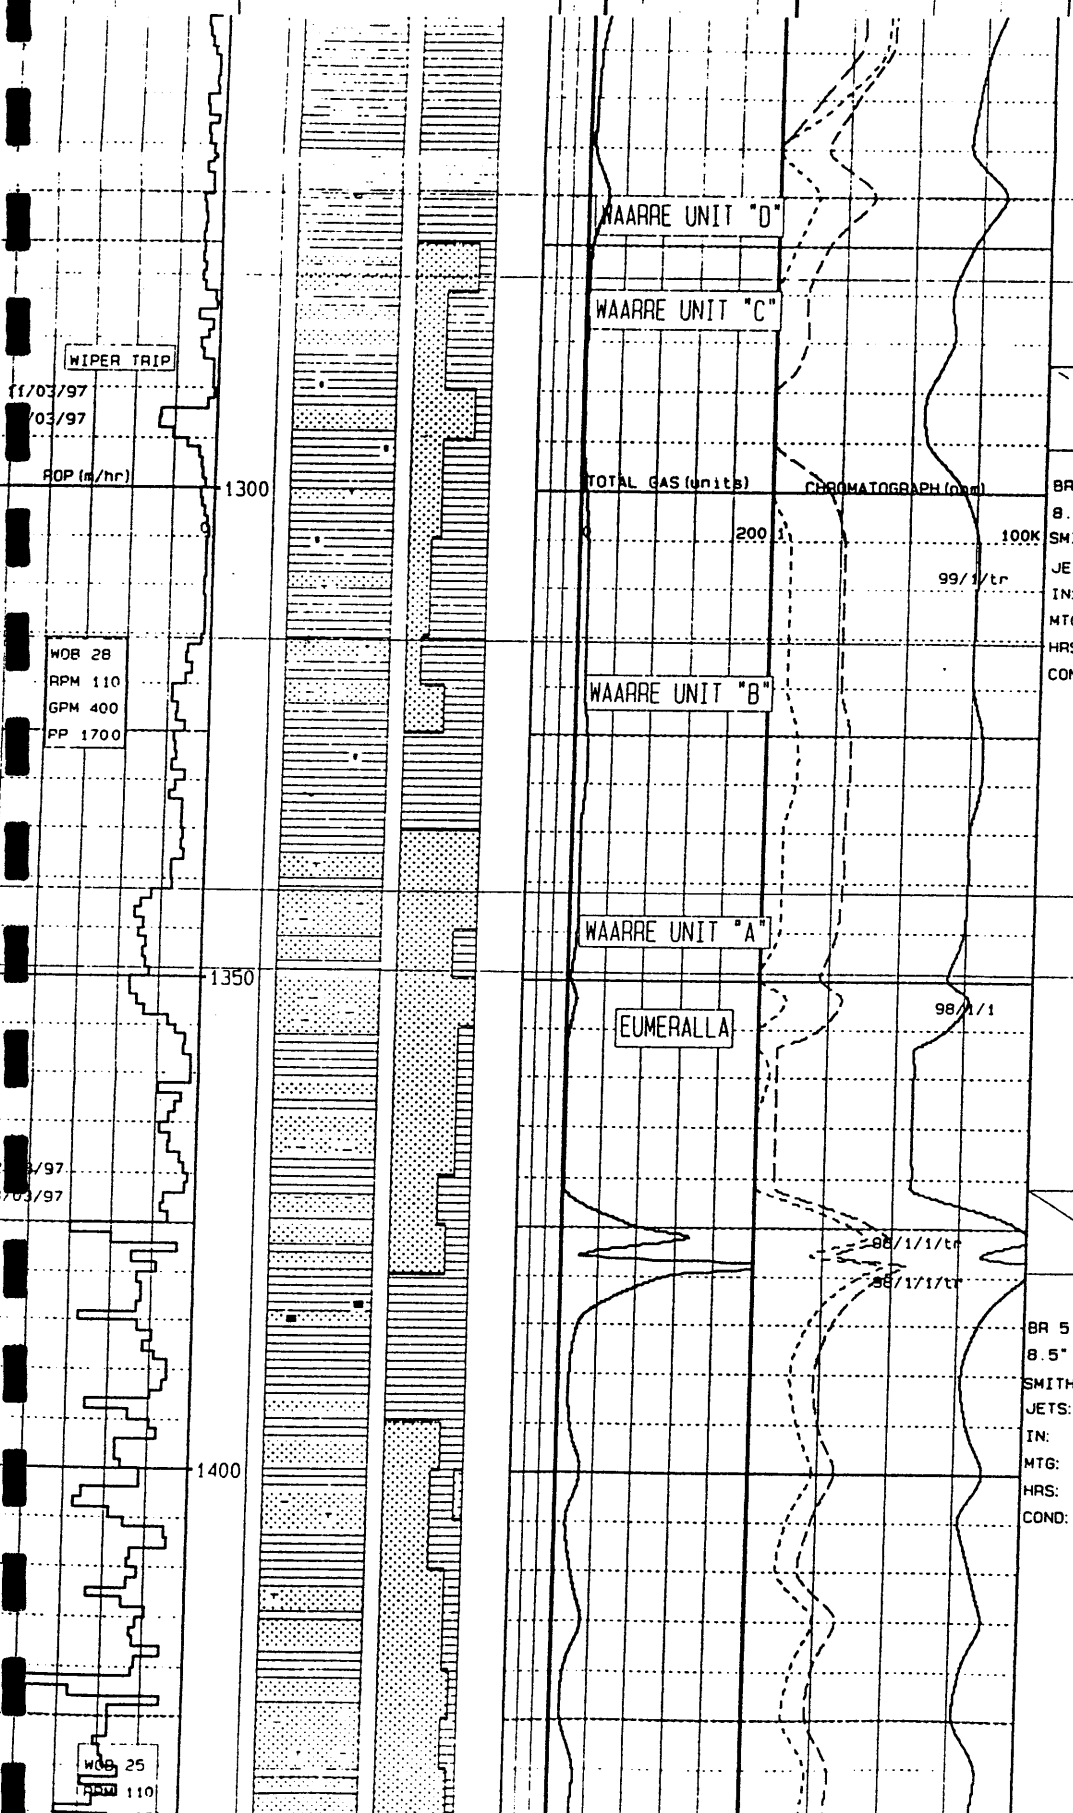 WAARRE UNIT "D"
WAARRE UNIT "C"
WIPER TRIP
11/03/97
/03/97
ROP (m/hr)
1300
TOTAL GAS (units)
CHROMATOGRAPH (ppm)
0
0
200
1
100K
99/1/tr
BR
8.
SM
JE
IN:
MTG
HRS
CON
WOB 28
RPM 110
GPM 400
PP 1700
WAARRE UNIT "B"
WAARRE UNIT "A"
1350
98/1/1
EUMERALLA
3/97
/03/97
98/1/1/tr
98/1/1/tr
BR 5
8.5"
SMITH
JETS:
IN:
MTG:
HRS:
COND:
1400
WOB 25
RPM 110